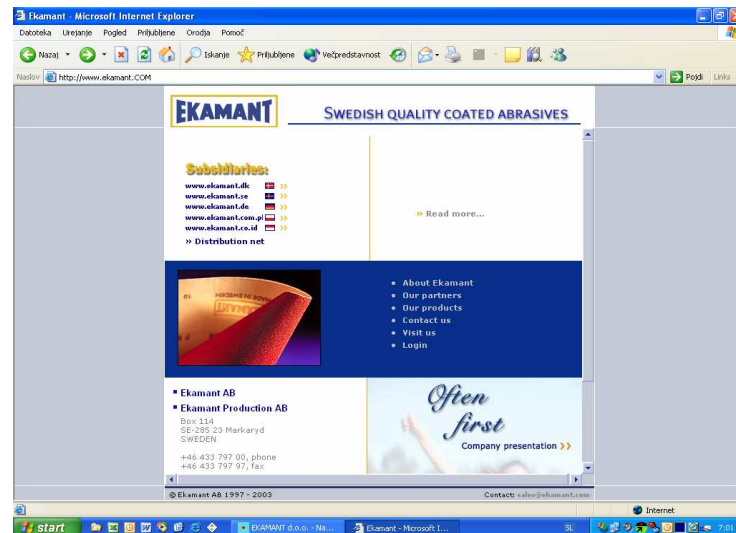 Ekamant - Microsoft Internet Explorer
Datoteka Urejanje Pogled Priljubljene Orodja Pomoč
Nazaj Iskanje Priljubljene Večpredstavnost
Naslov http://www.ekamant.COM Pojdi Links
EKAMANT SWEDISH QUALITY COATED ABRASIVES
Subsidiaries:
www.ekamant.dk »
www.ekamant.se »
www.ekamant.de »
www.ekamant.com.pl »
www.ekamant.co.id »
» Distribution net
» Read more...
MADE IN SWEDEN
EKAMANT
• About Ekamant
• Our partners
• Our products
• Contact us
• Visit us
• Login
Ekamant AB
Ekamant Production AB
Box 114
SE-285 23 Markaryd
SWEDEN
+46 433 797 00, phone
+46 433 797 97, fax
Often
first
Company presentation »
© Ekamant AB 1997 - 2003 Contact: sales@ekamant.com
Internet
start EKAMANT d.o.o. - Na... Ekamant - Microsoft I... SL 7:01